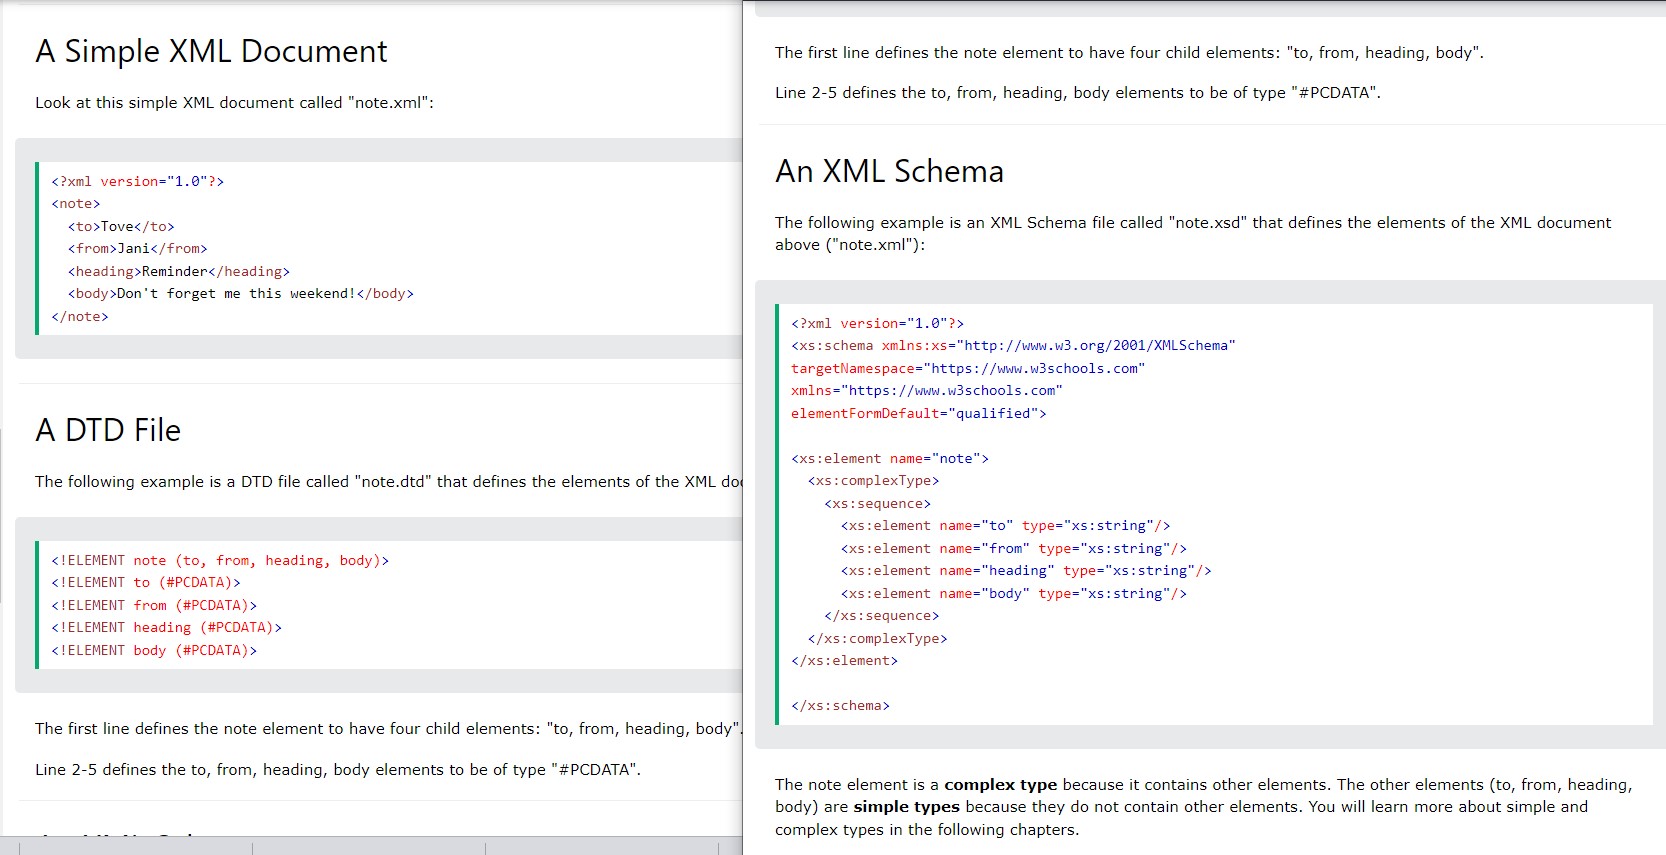 A Simple XML Document
Look at this simple XML document called "note.xml":
<?xml version="1.0"?>
<note>
  <to>Tove</to>
  <from>Jani</from>
  <heading>Reminder</heading>
  <body>Don't forget me this weekend!</body>
</note>
A DTD File
The following example is a DTD file called "note.dtd" that defines the elements of the XML
<!ELEMENT note (to, from, heading, body)>
<!ELEMENT to (#PCDATA)>
<!ELEMENT from (#PCDATA)>
<!ELEMENT heading (#PCDATA)>
<!ELEMENT body (#PCDATA)>
The first line defines the note element to have four child elements: "to, from, heading, body".
Line 2-5 defines the to, from, heading, body elements to be of type "#PCDATA".
The first line defines the note element to have four child elements: "to, from, heading, body".
Line 2-5 defines the to, from, heading, body elements to be of type "#PCDATA".
An XML Schema
The following example is an XML Schema file called "note.xsd" that defines the elements of the XML document
above ("note.xml"):
<?xml version="1.0"?>
<xs:schema xmlns:xs="http://www.w3.org/2001/XMLSchema"
targetNamespace="https://www.w3schools.com"
xmlns="https://www.w3schools.com"
elementFormDefault="qualified">
<xs:element name="note">
  <xs:complexType>
    <xs:sequence>
      <xs:element name="to" type="xs:string"/>
      <xs:element name="from" type="xs:string"/>
      <xs:element name="heading" type="xs:string"/>
      <xs:element name="body" type="xs:string"/>
    </xs:sequence>
  </xs:complexType>
</xs:element>
</xs:schema>
The note element is a complex type because it contains other elements. The other elements (to, from, heading,
body) are simple types because they do not contain other elements. You will learn more about simple and
complex types in the following chapters.